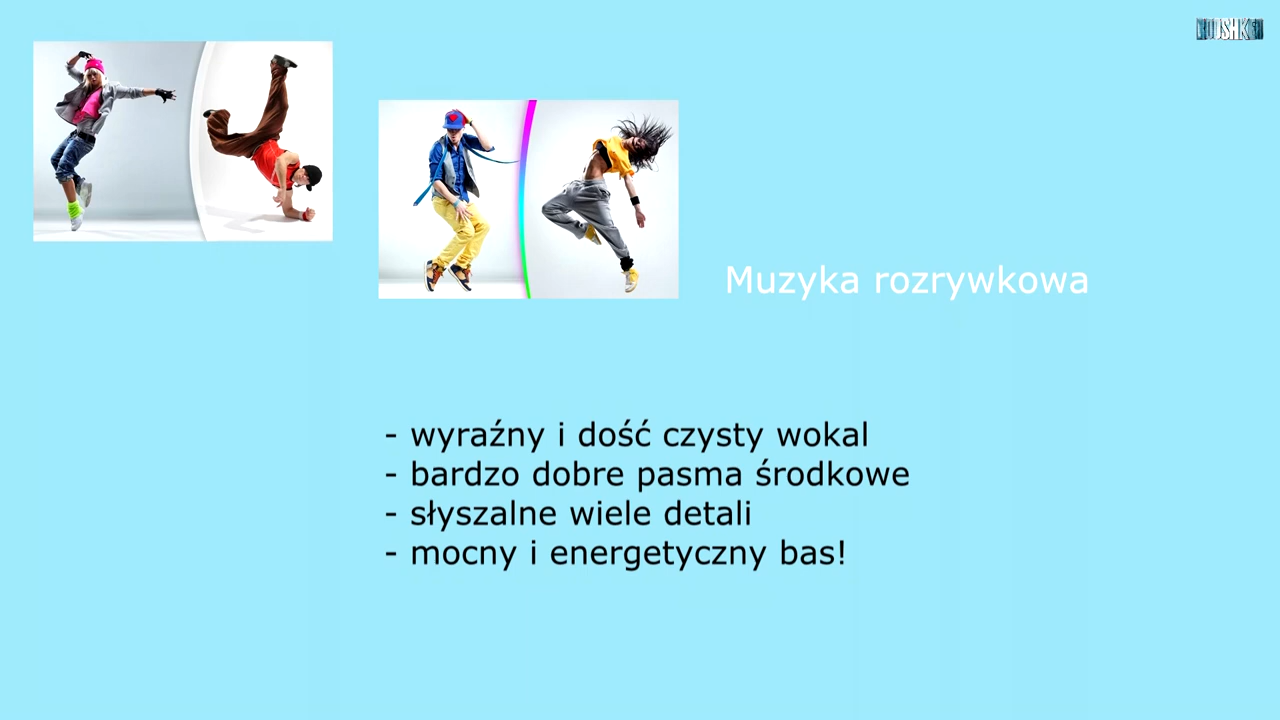 Muzyka rozrywkowa
- wyraźny i dość czysty wokal
- bardzo dobre pasma środkowe
- słyszalne wiele detali
- mocny i energetyczny bas!